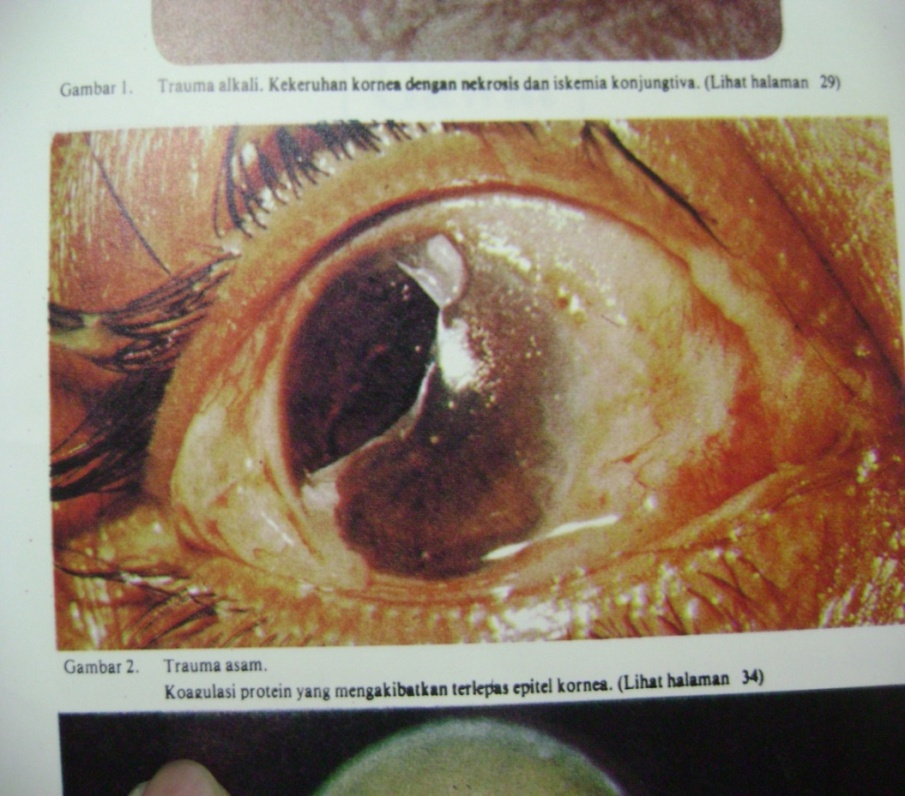 Gambar 1. Trauma alkali. Kekeruhan kornea dengan nekrosis dan iskemia konjungtiva. (Lihat halaman 29)
Gambar 2. Trauma asam.
Koagulasi protein yang mengakibatkan terlepas epitel kornea. (Lihat halaman 34)